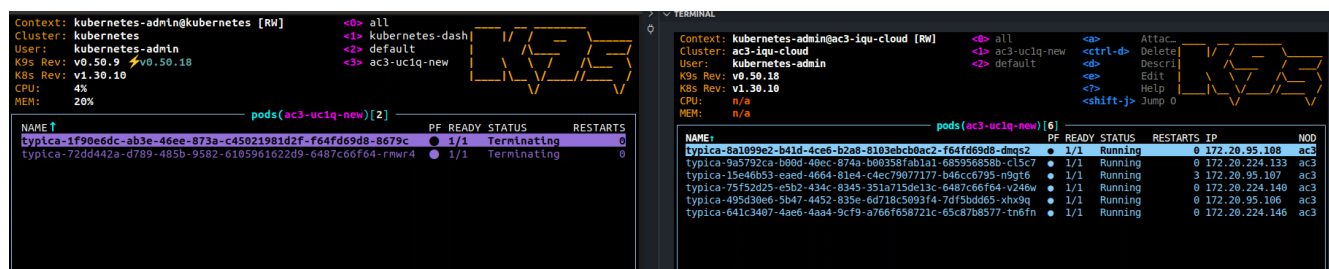 Context: kubernetes-admin@kubernetes [RW] <0> all
Cluster: kubernetes <1> kubernetes-dash
User: kubernetes-admin <2> default
K9s Rev: v0.50.9 ⚡v0.50.18 <3> ac3-uc1q-new
K8s Rev: v1.30.10
CPU: 4%
MEM: 20%
pods(ac3-uc1q-new)[2]
NAME↑ PF READY STATUS RESTARTS
typica-1f90e6dc-ab3e-46ee-873a-c45021981d2f-f64fd69d8-8679c ● 1/1 Terminating 0
typica-72dd442a-d789-485b-9582-6105961622d9-6487c66f64-rmwr4 ● 1/1 Terminating 0
TERMINAL
Context: kubernetes-admin@ac3-iqu-cloud [RW] <0> all <a> Attac…
Cluster: ac3-iqu-cloud <1> ac3-uc1q-new <ctrl-d> Delete
User: kubernetes-admin <2> default <d> Descri
K9s Rev: v0.50.18 <e> Edit
K8s Rev: v1.30.10 <?> Help
CPU: n/a <shift-j> Jump O
MEM: n/a
pods(ac3-uc1q-new)[6]
NAME↑ PF READY STATUS RESTARTS IP NOD
typica-8a1099e2-b41d-4ce6-b2a8-8103ebcb0ac2-f64fd69d8-dmqs2 ● 1/1 Running 0 172.20.95.108 ac3
typica-9a5792ca-b00d-40ec-874a-b00358fab1a1-685956858b-cl5c7 ● 1/1 Running 0 172.20.224.133 ac3
typica-15e46b53-eaed-4664-81e4-c4ec79077177-b46cc6795-n9gt6 ● 1/1 Running 3 172.20.95.107 ac3
typica-75f52d25-e5b2-434c-8345-351a715de13c-6487c66f64-v246w ● 1/1 Running 0 172.20.224.140 ac3
typica-495d30e6-5b47-4452-835e-6d718c5093f4-7df5bdd65-xhx9q ● 1/1 Running 0 172.20.95.106 ac3
typica-641c3407-4ae6-4aa4-9cf9-a766f658721c-65c87b8577-tn6fn ● 1/1 Running 0 172.20.224.146 ac3